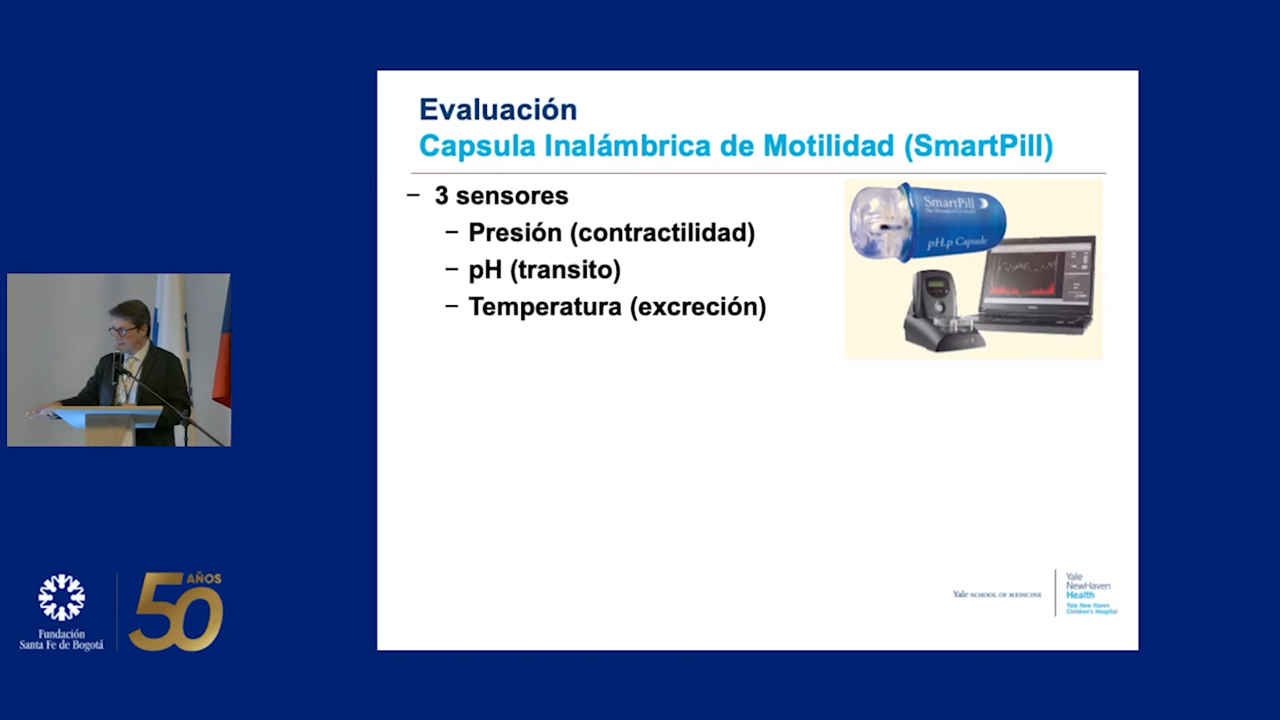 Evaluación
Capsula Inalámbrica de Motilidad (SmartPill)
– 3 sensores
– Presión (contractilidad)
– pH (transito)
– Temperatura (excreción)
SmartPill
pH.p Capsule
Fundación
Santa Fe de Bogotá
50 AÑOS
Yale SCHOOL OF MEDICINE
Yale
NewHaven
Health
Yale New Haven
Children's Hospital